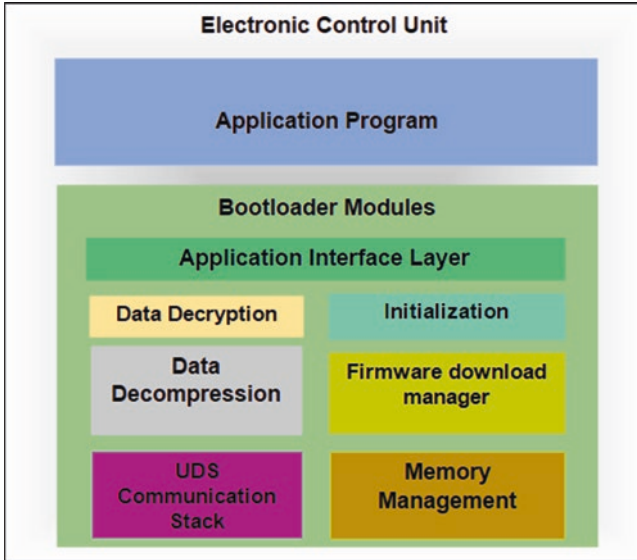 Electronic Control Unit
Application Program
Bootloader Modules
Application Interface Layer
Data Decryption
Initialization
Data
Decompression
Firmware download
manager
UDS
Communication
Stack
Memory
Management